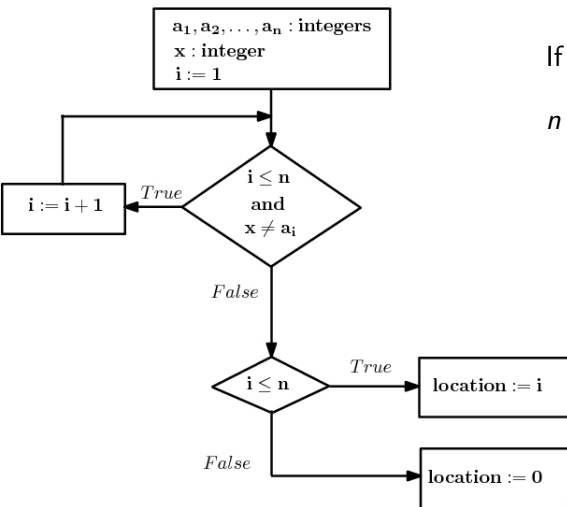 a₁, a₂, . . . , aₙ : integers
x : integer
i := 1
If
n
i ≤ n
and
x ≠ aᵢ
True
i := i + 1
False
i ≤ n
True
location := i
False
location := 0